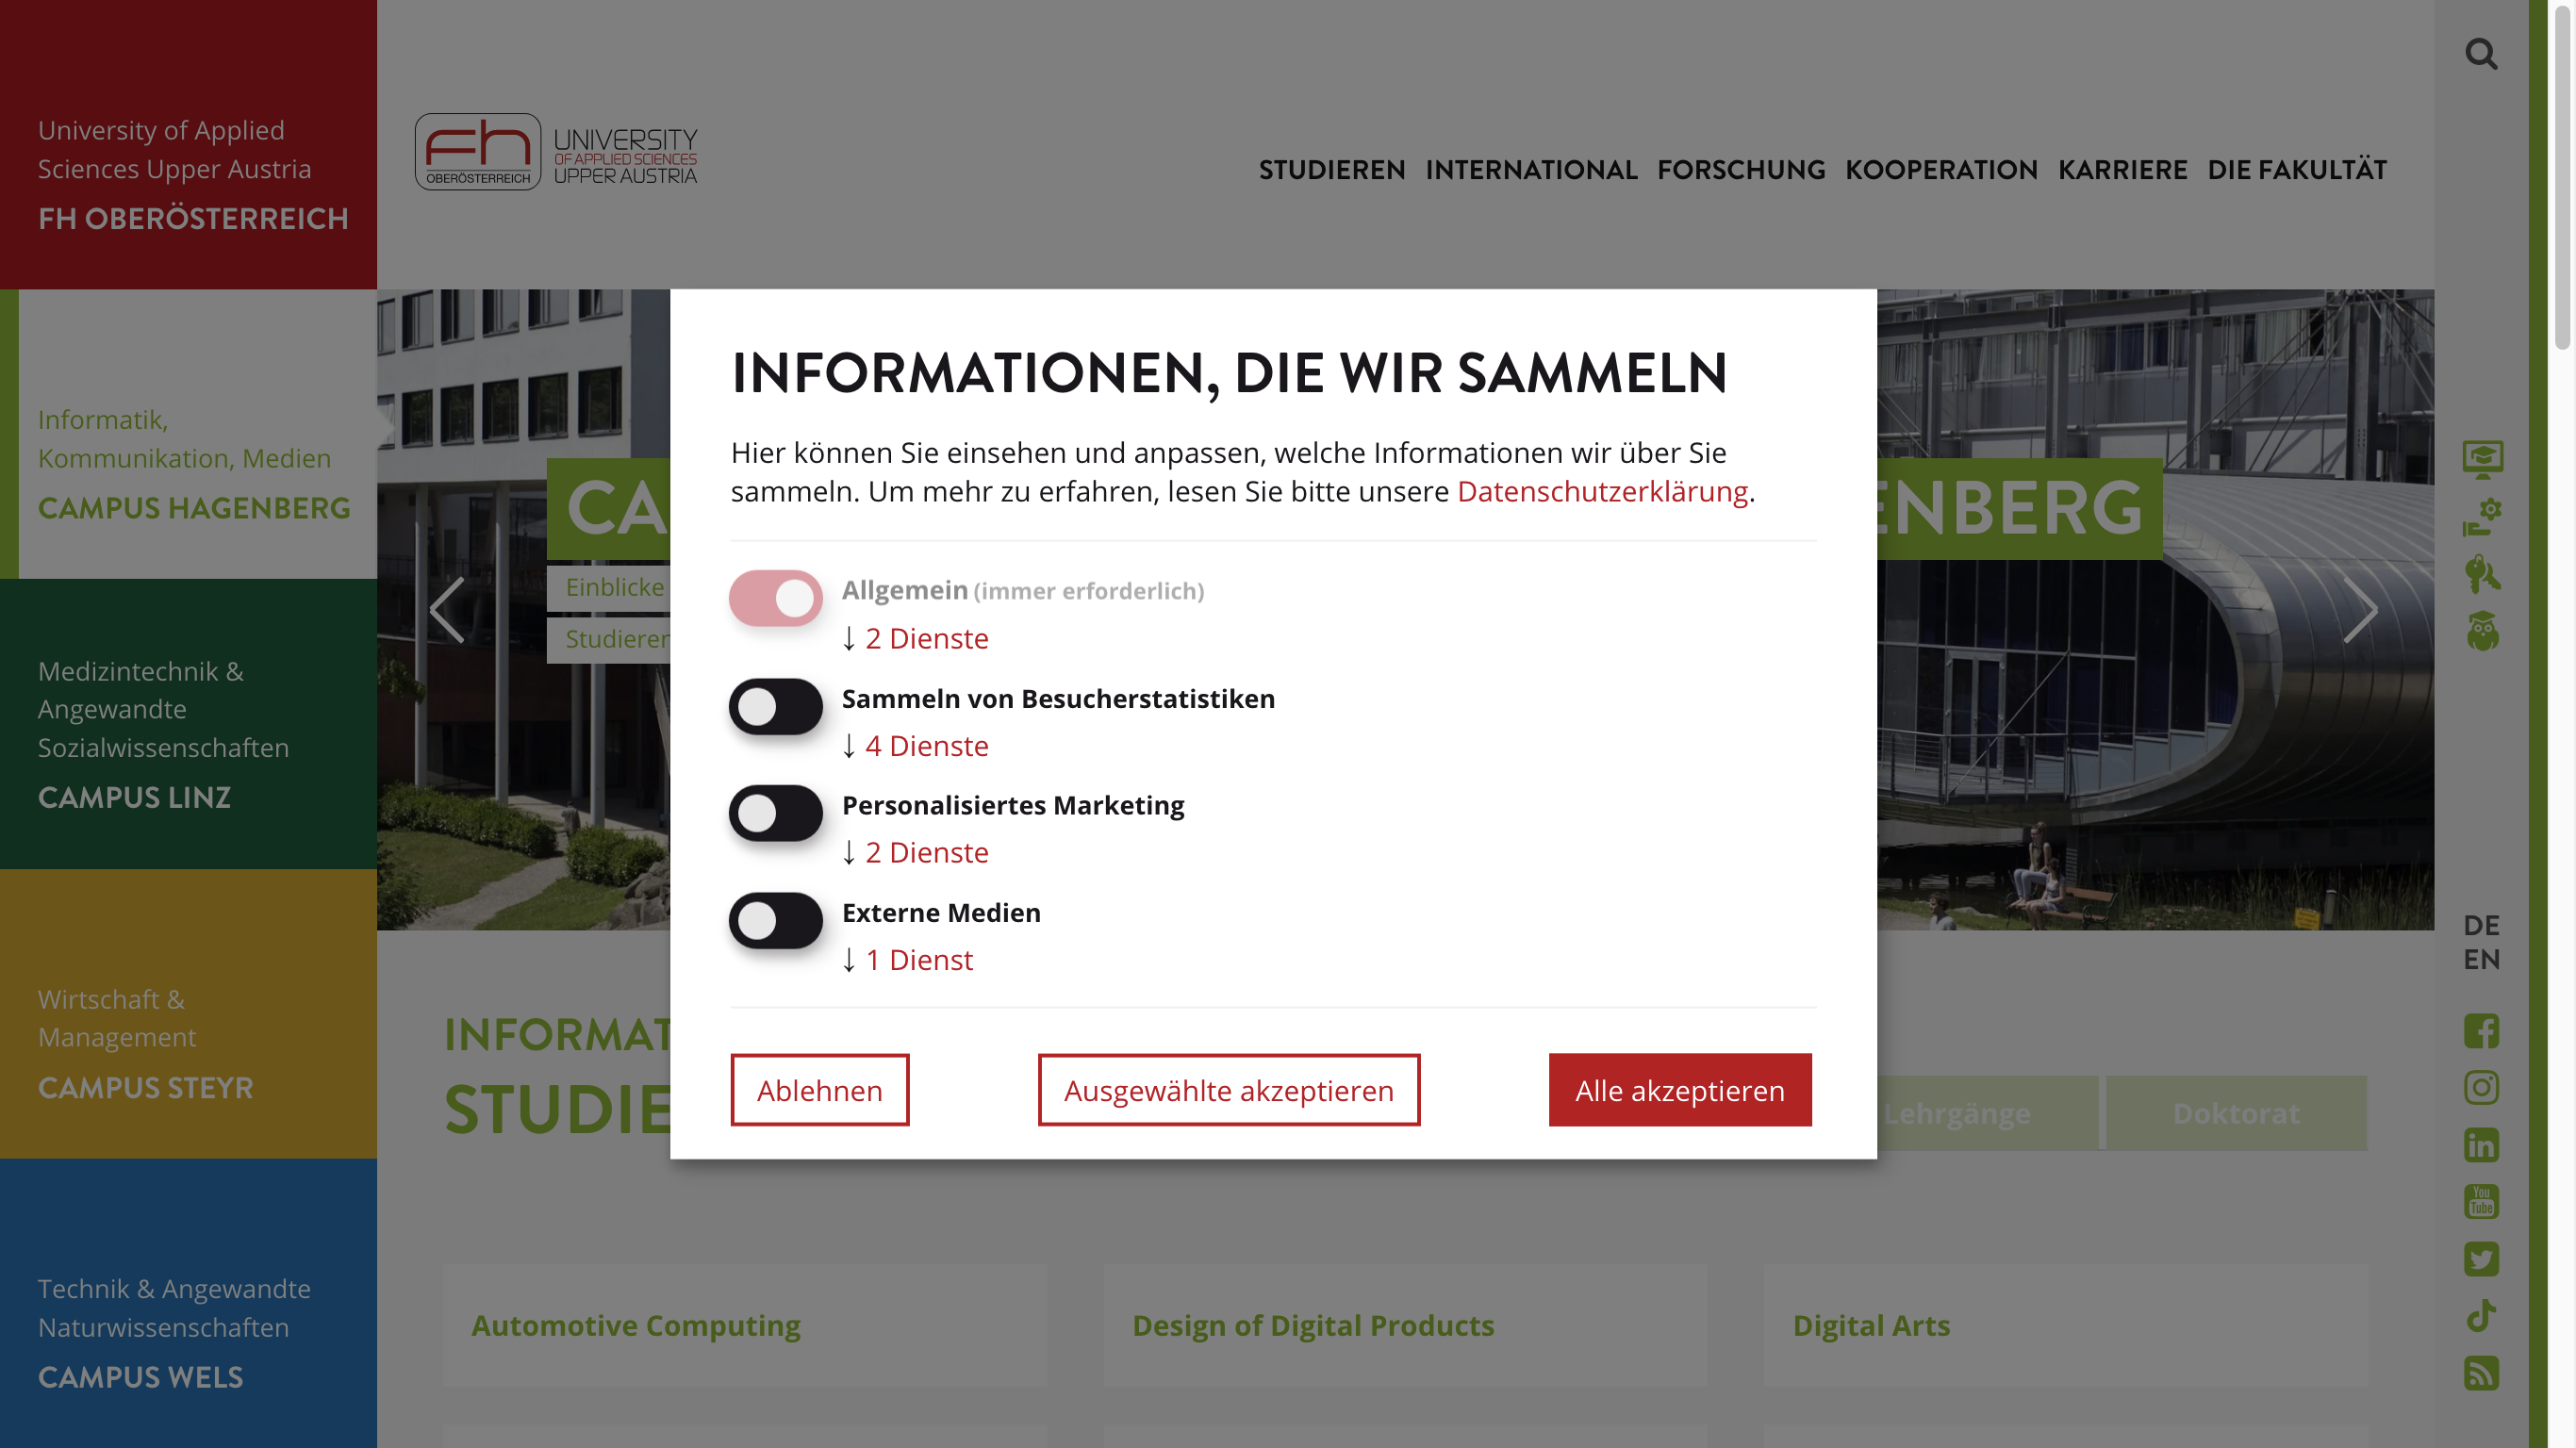 University of Applied
Sciences Upper Austria
FH OBERÖSTERREICH
Informatik,
Kommunikation, Medien
CAMPUS HAGENBERG
Medizintechnik &
Angewandte
Sozialwissenschaften
CAMPUS LINZ
Wirtschaft &
Management
CAMPUS STEYR
Technik & Angewandte
Naturwissenschaften
CAMPUS WELS
fh
OBERÖSTERREICH
UNIVERSITY
OF APPLIED SCIENCES
UPPER AUSTRIA
STUDIEREN INTERNATIONAL FORSCHUNG KOOPERATION KARRIERE DIE FAKULTÄT
CA
ENBERG
Einblicke
Studieren
INFORMATIONEN, DIE WIR SAMMELN
Hier können Sie einsehen und anpassen, welche Informationen wir über Sie
sammeln. Um mehr zu erfahren, lesen Sie bitte unsere Datenschutzerklärung.
Allgemein (immer erforderlich)
↓ 2 Dienste
Sammeln von Besucherstatistiken
↓ 4 Dienste
Personalisiertes Marketing
↓ 2 Dienste
Externe Medien
↓ 1 Dienst
Ablehnen
Ausgewählte akzeptieren
Alle akzeptieren
INFORMAT
STUDIE
Lehrgänge
Doktorat
Automotive Computing
Design of Digital Products
Digital Arts
DE
EN
You
Tube